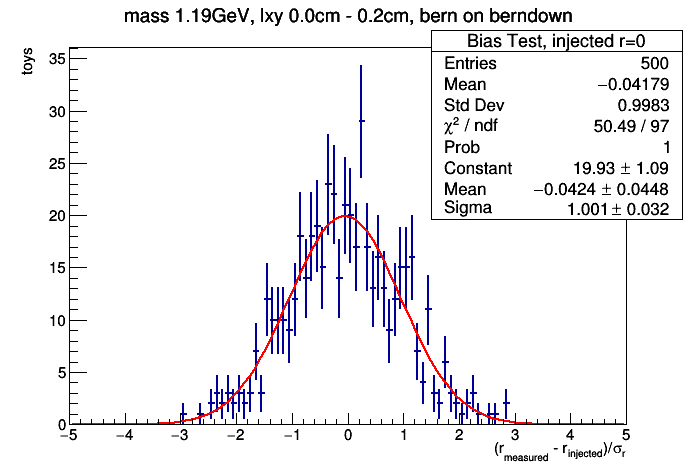 mass 1.19GeV, lxy 0.0cm - 0.2cm, bern on berndown
toys
Bias Test, injected r=0
Entries 500
Mean −0.04179
Std Dev 0.9983
χ² / ndf 50.49 / 97
Prob 1
Constant 19.93 ± 1.09
Mean −0.0424 ± 0.0448
Sigma 1.001 ± 0.032
35
30
25
20
15
10
5
0
−5 −4 −3 −2 −1 0 1 2 3 4 5
(r_measured - r_injected)/σ_r